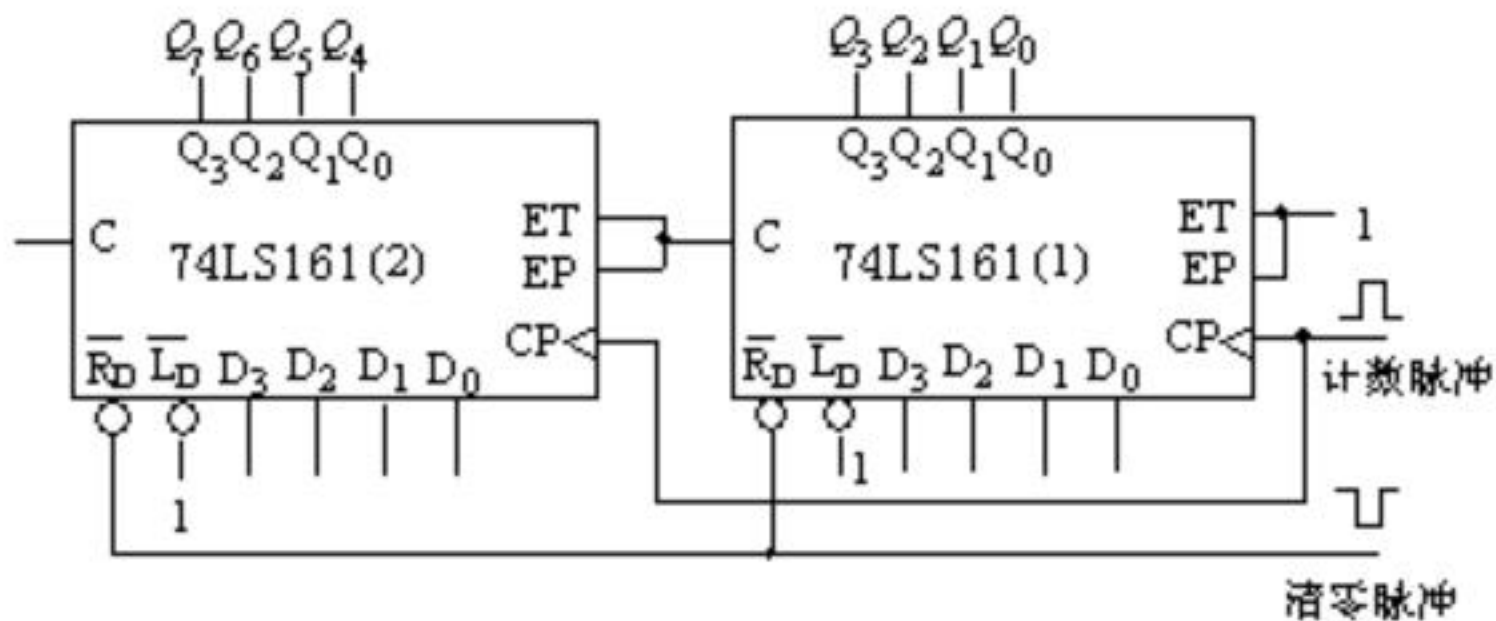 Q7 Q6 Q5 Q4
Q3 Q2 Q1 Q0
Q3 Q2 Q1 Q0
Q3 Q2 Q1 Q0
C
74LS161(2)
ET
EP
CP
R̅D L̅D D3 D2 D1 D0
1
C
74LS161(1)
ET
EP
CP
R̅D L̅D D3 D2 D1 D0
1
1
计数脉冲
清零脉冲